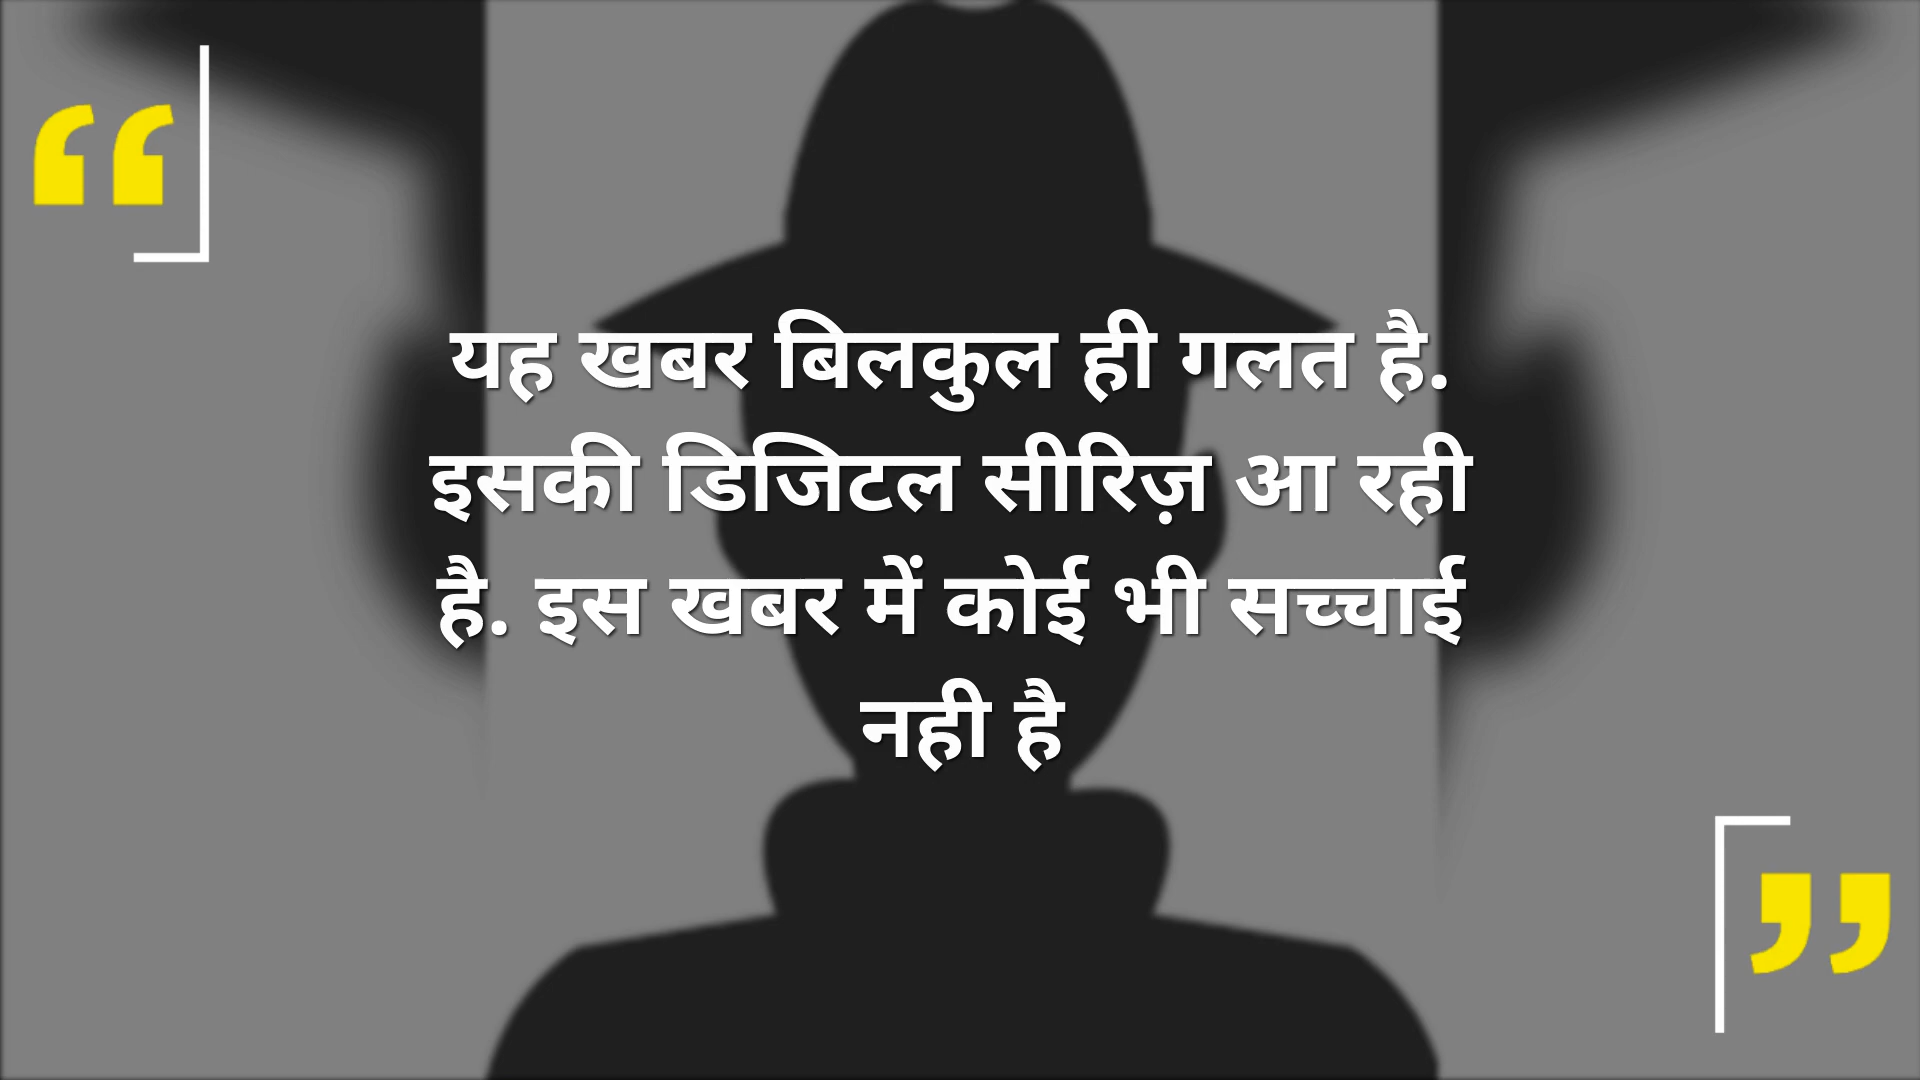 यह खबर बिलकुल ही गलत है.
इसकी डिजिटल सीरिज़ आ रही
है. इस खबर में कोई भी सच्चाई
नही है